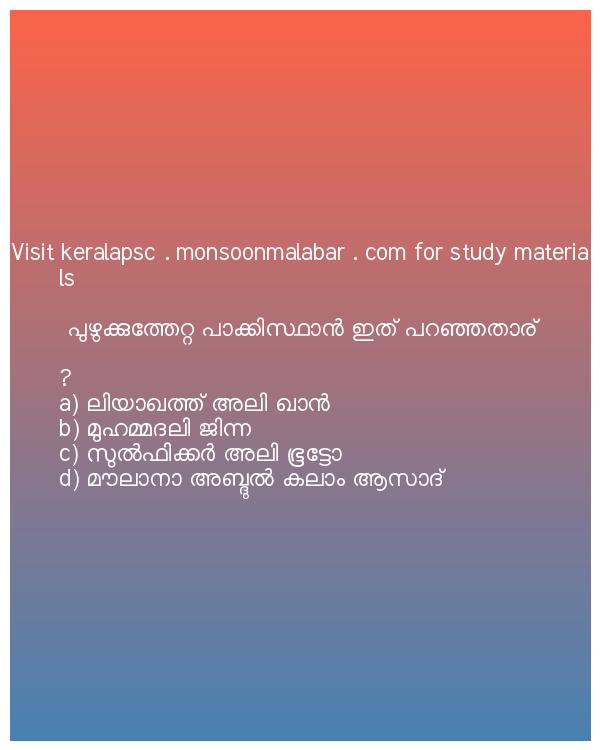 Visit keralapsc . monsoonmalabar . com for study materia
ls
പുഴുക്കുത്തേറ്റ പാക്കിസ്ഥാൻ ഇത് പറഞ്ഞതാര്
?
a) ലിയാഖത്ത് അലി ഖാൻ
b) മുഹമ്മദലി ജിന്ന
c) സുൽഫിക്കർ അലി ഭൂട്ടോ
d) മൗലാനാ അബ്ദുൽ കലാം ആസാദ്